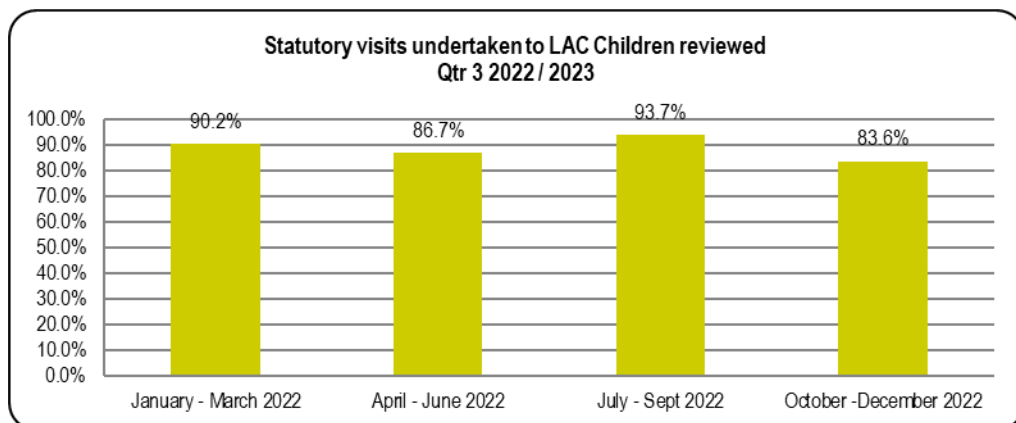 Statutory visits undertaken to LAC Children reviewed
Qtr 3 2022 / 2023
100.0%
90.0%
80.0%
70.0%
60.0%
50.0%
40.0%
30.0%
20.0%
10.0%
0.0%
90.2%
86.7%
93.7%
83.6%
January - March 2022
April - June 2022
July - Sept 2022
October -December 2022